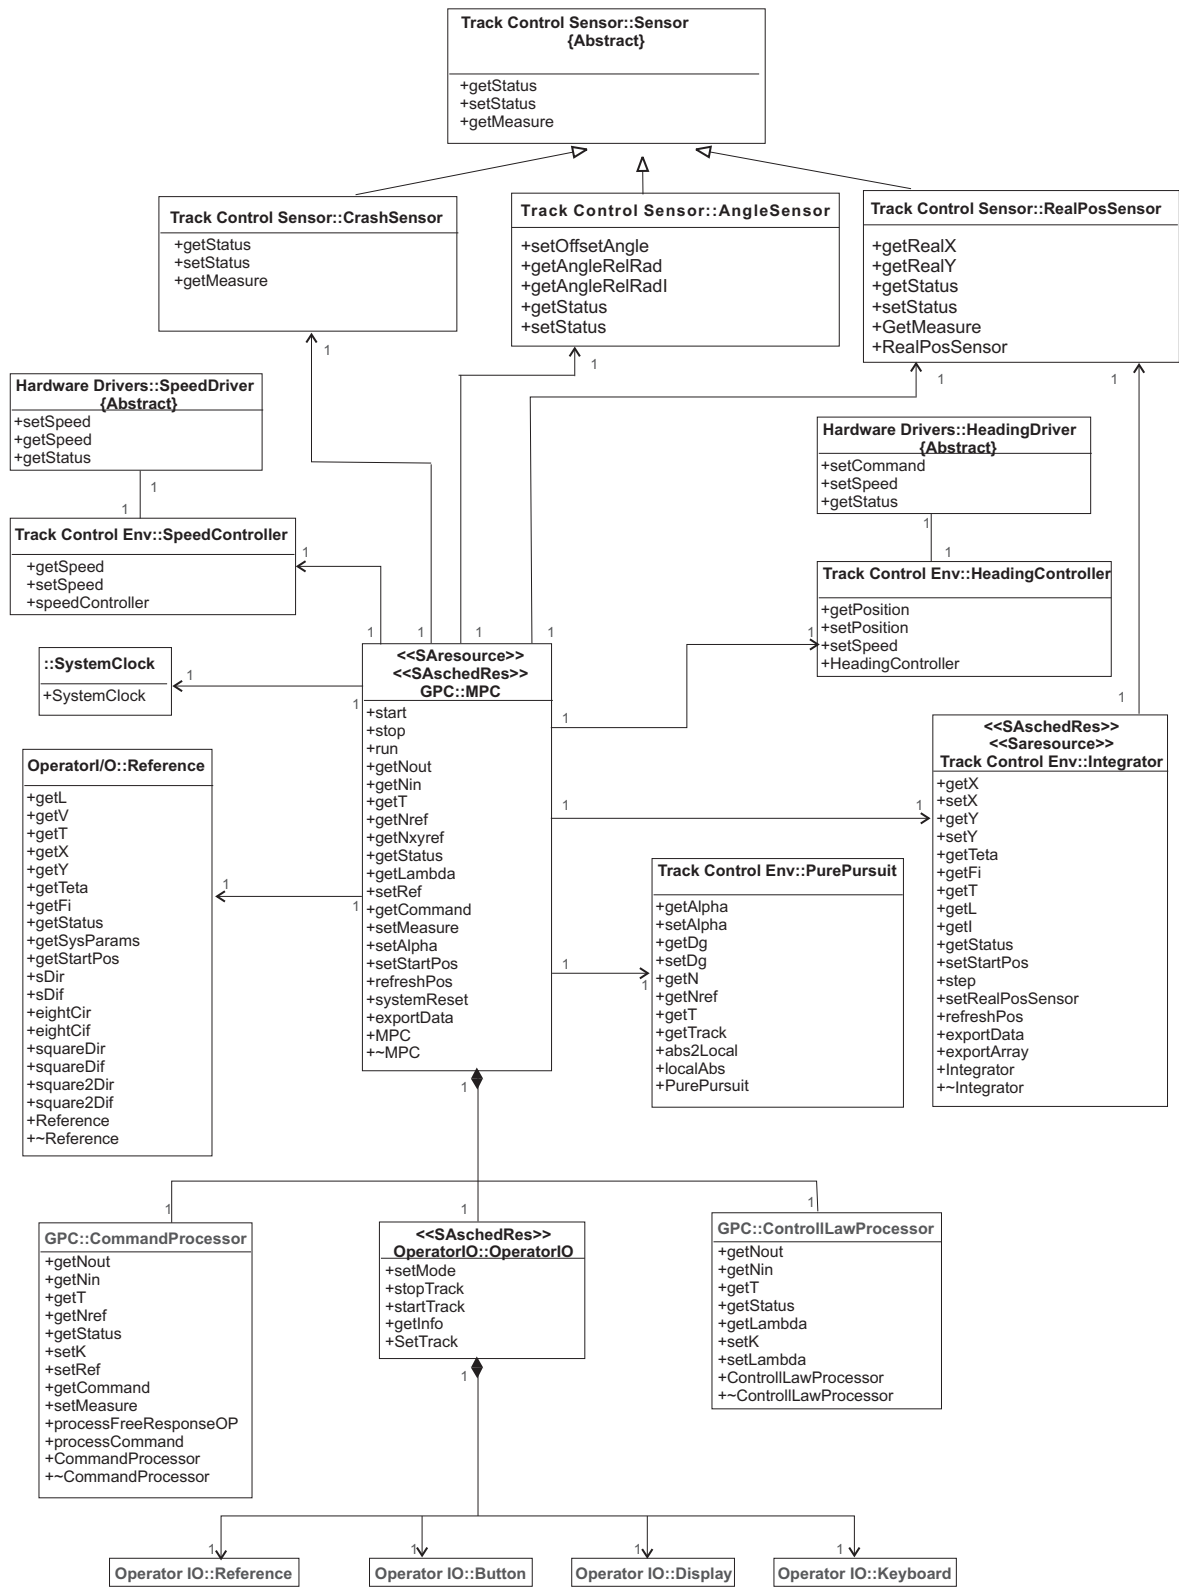 Track Control Sensor::Sensor
{Abstract}
+getStatus
+setStatus
+getMeasure
Track Control Sensor::CrashSensor
+getStatus
+setStatus
+getMeasure
1
Track Control Sensor::AngleSensor
+setOffsetAngle
+getAngleRelRad
+getAngleRelRadI
+getStatus
+setStatus
1
Track Control Sensor::RealPosSensor
+getRealX
+getRealY
+getStatus
+setStatus
+GetMeasure
+RealPosSensor
1
1
Hardware Drivers::SpeedDriver
{Abstract}
+setSpeed
+getSpeed
+getStatus
1
1
Track Control Env::SpeedController
+getSpeed
+setSpeed
+speedController
1
Hardware Drivers::HeadingDriver
{Abstract}
+setCommand
+setSpeed
+getStatus
1
1
Track Control Env::HeadingController
+getPosition
+setPosition
+setSpeed
+HeadingController
1
::SystemClock
+SystemClock
1
1
1
1
1
<<SAresource>>
<<SAschedRes>>
GPC::MPC
+start
+stop
+run
+getNout
+getNin
+getT
+getNref
+getNxyref
+getStatus
+getLambda
+setRef
+getCommand
+setMeasure
+setAlpha
+setStartPos
+refreshPos
+systemReset
+exportData
+MPC
+~MPC
1
1
1
1
1
1
1
OperatorI/O::Reference
+getL
+getV
+getT
+getX
+getY
+getTeta
+getFi
+getStatus
+getSysParams
+getStartPos
+sDir
+sDif
+eightCir
+eightCif
+squareDir
+squareDif
+square2Dir
+square2Dif
+Reference
+~Reference
1
Track Control Env::PurePursuit
+getAlpha
+setAlpha
+getDg
+setDg
+getN
+getNref
+getT
+getTrack
+abs2Local
+localAbs
+PurePursuit
1
1
<<SAschedRes>>
<<Saresource>>
Track Control Env::Integrator
+getX
+setX
+getY
+setY
+getTeta
+getFi
+getT
+getL
+getI
+getStatus
+setStartPos
+step
+setRealPosSensor
+refreshPos
+exportData
+exportArray
+Integrator
+~Integrator
1
1
GPC::CommandProcessor
+getNout
+getNin
+getT
+getNref
+getStatus
+setK
+setRef
+getCommand
+setMeasure
+processFreeResponseOP
+processCommand
+CommandProcessor
+~CommandProcessor
1
<<SAschedRes>>
OperatorIO::OperatorIO
+setMode
+stopTrack
+startTrack
+getInfo
+SetTrack
1
1
GPC::ControllLawProcessor
+getNout
+getNin
+getT
+getStatus
+getLambda
+setK
+setLambda
+ControllLawProcessor
+~ControllLawProcessor
1
Operator IO::Reference
1
Operator IO::Button
1
Operator IO::Display
1
Operator IO::Keyboard